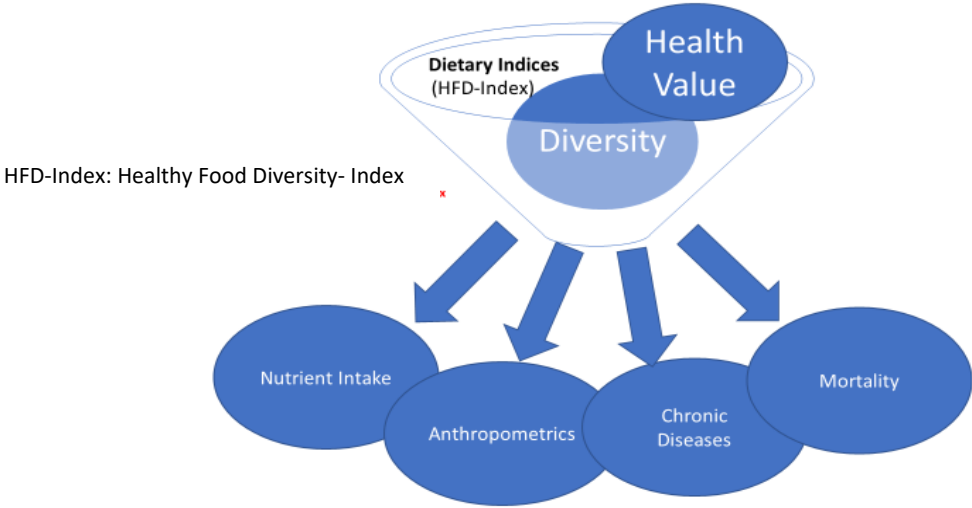 Health
Value
Dietary Indices
(HFD-Index)
Diversity
HFD-Index: Healthy Food Diversity- Index
x
Nutrient Intake
Anthropometrics
Chronic
Diseases
Mortality